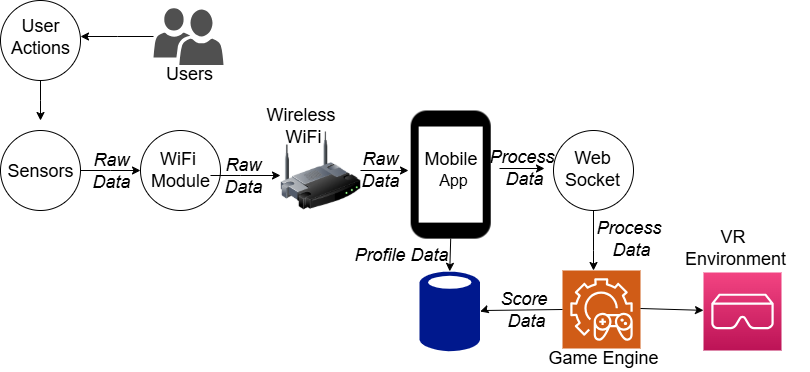 User
Actions
Users
Sensors
Raw
Data
WiFi
Module
Raw
Data
Wireless
WiFi
Raw
Data
Mobile
App
Process
Data
Web
Socket
Profile Data
Process
Data
VR
Environment
Score
Data
Game Engine